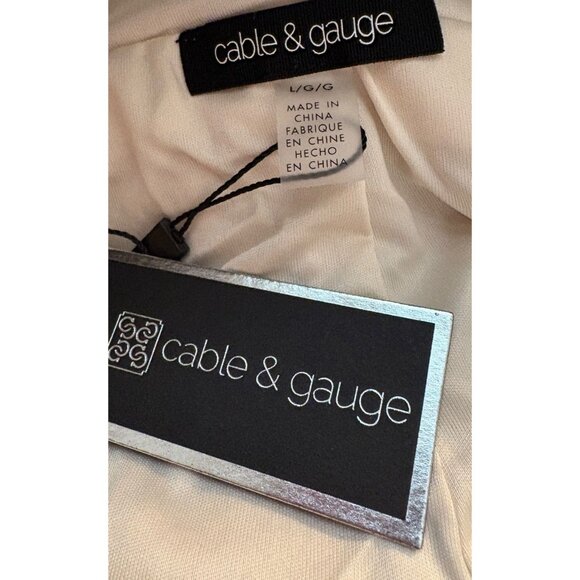 cable & gauge
L/G/G
MADE IN
CHINA
FABRIQUE
EN CHINE
HECHO
EN CHINA
cable & gauge